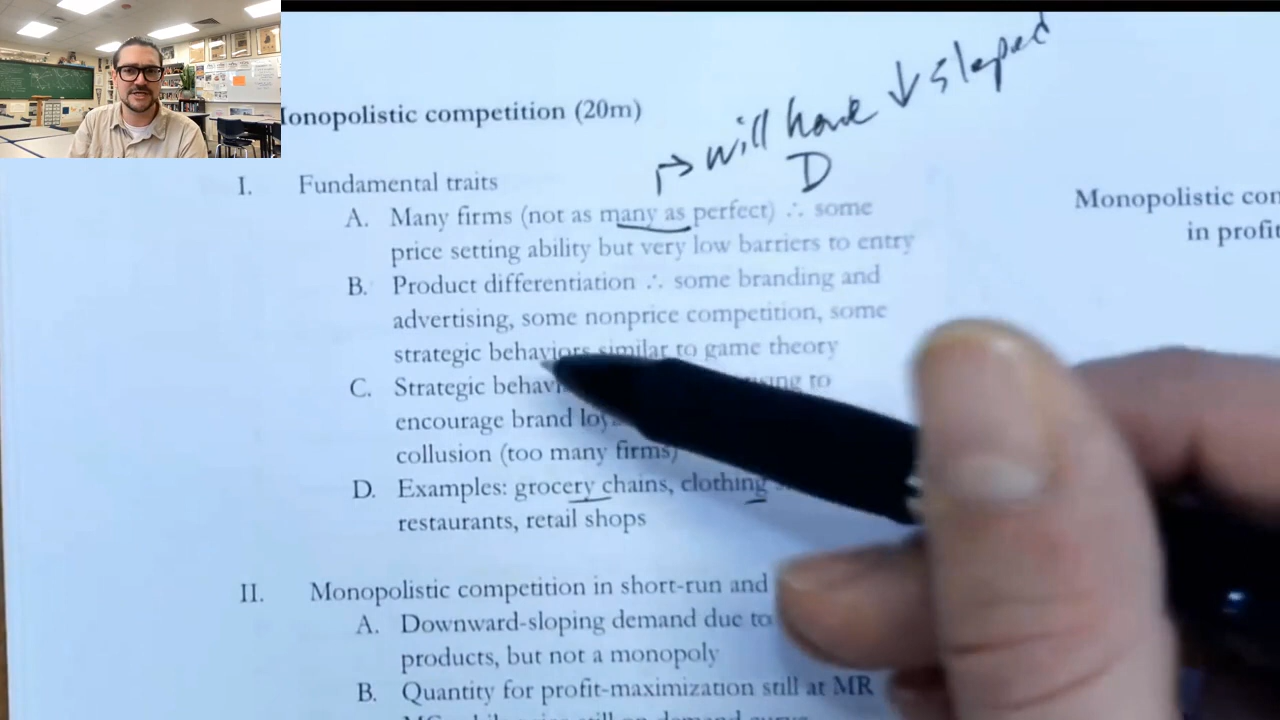 onopolistic competition (20m)
→ will have ↓ sloped
D
I. Fundamental traits
A. Many firms (not as many as perfect) ∴ some
price setting ability but very low barriers to entry
B. Product differentiation ∴ some branding and
advertising, some nonprice competition, some
strategic behaviors similar to game theory
C. Strategic behavi to
encourage brand loy
collusion (too many firms)
D. Examples: grocery chains, clothing
restaurants, retail shops
II. Monopolistic competition in short-run and
A. Downward-sloping demand due to
products, but not a monopoly
B. Quantity for profit-maximization still at MR
Monopolistic con
in profit